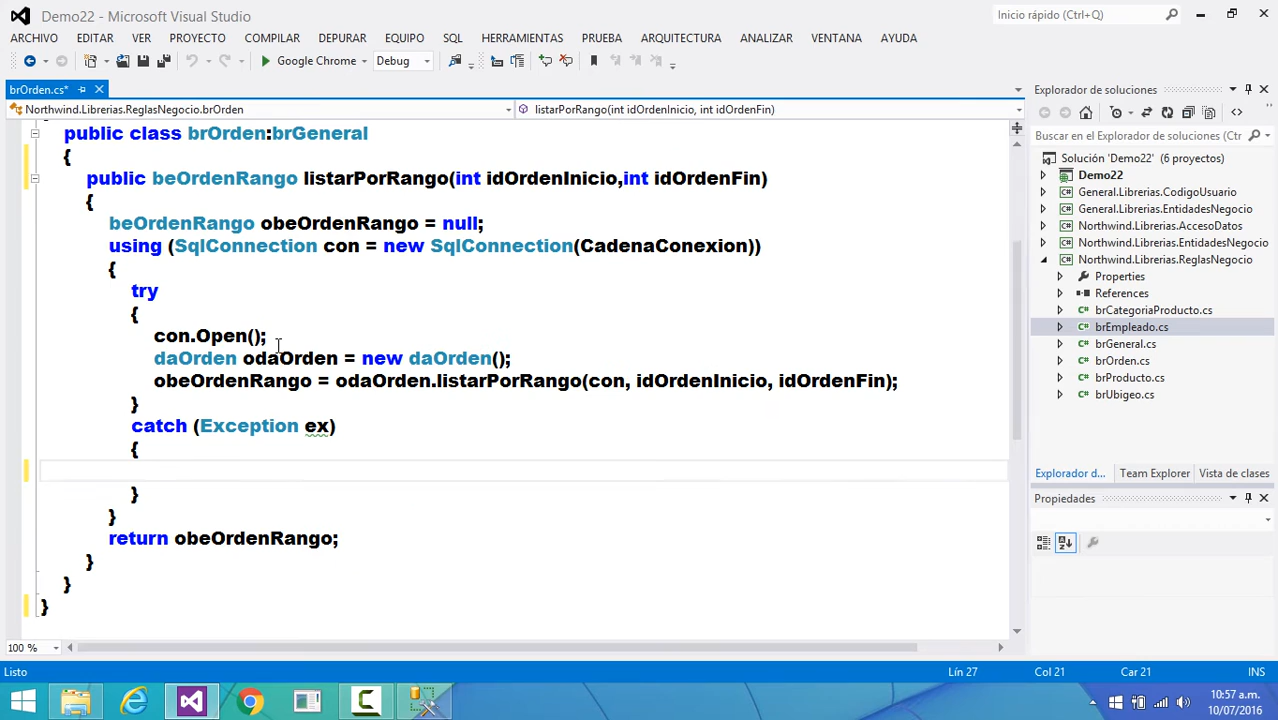 Demo22 - Microsoft Visual Studio
Inicio rápido (Ctrl+Q)
ARCHIVO EDITAR VER PROYECTO COMPILAR DEPURAR EQUIPO SQL HERRAMIENTAS PRUEBA ARQUITECTURA ANALIZAR VENTANA AYUDA
Google Chrome Debug
brOrden.cs*
Explorador de soluciones
Northwind.Librerias.ReglasNegocio.brOrden listarPorRango(int idOrdenInicio, int idOrdenFin)
Buscar en el Explorador de soluciones (Ctr
Solución 'Demo22' (6 proyectos)
Demo22
General.Librerias.CodigoUsuario
General.Librerias.EntidadesNegocio
Northwind.Librerias.AccesoDatos
Northwind.Librerias.EntidadesNegocio
Northwind.Librerias.ReglasNegocio
Properties
References
brCategoriaProducto.cs
brEmpleado.cs
brGeneral.cs
brOrden.cs
brProducto.cs
brUbigeo.cs
Explorador d... Team Explorer Vista de clases
Propiedades
public class brOrden:brGeneral
{
public beOrdenRango listarPorRango(int idOrdenInicio,int idOrdenFin)
{
beOrdenRango obeOrdenRango = null;
using (SqlConnection con = new SqlConnection(CadenaConexion))
{
try
{
con.Open();
daOrden odaOrden = new daOrden();
obeOrdenRango = odaOrden.listarPorRango(con, idOrdenInicio, idOrdenFin);
}
catch (Exception ex)
{
}
}
return obeOrdenRango;
}
}
}
100 %
Listo Lín 27 Col 21 Car 21 INS
10:57 a.m.
10/07/2016